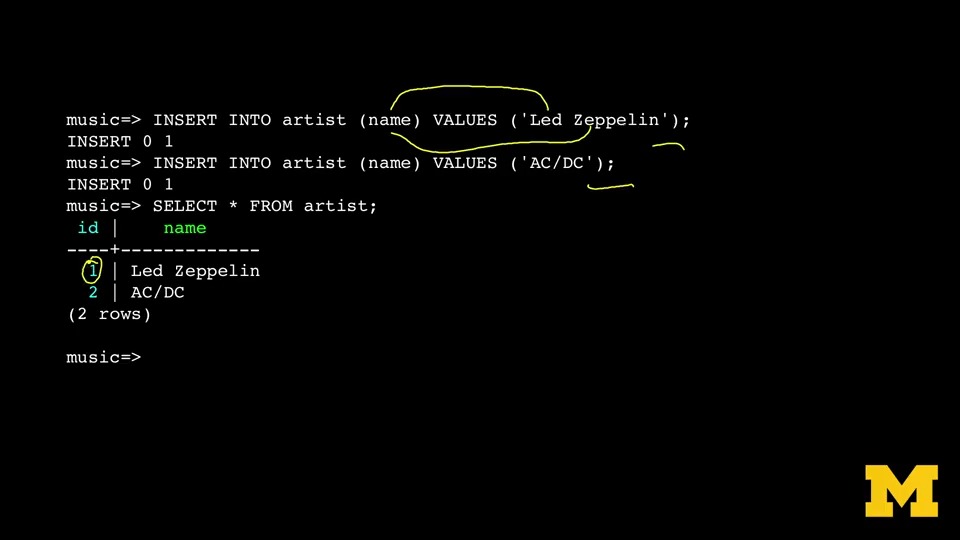 music=> INSERT INTO artist (name) VALUES ('Led Zeppelin');
INSERT 0 1
music=> INSERT INTO artist (name) VALUES ('AC/DC');
INSERT 0 1
music=> SELECT * FROM artist;
 id |     name
----+-------------
  1 | Led Zeppelin
  2 | AC/DC
(2 rows)
music=>
M